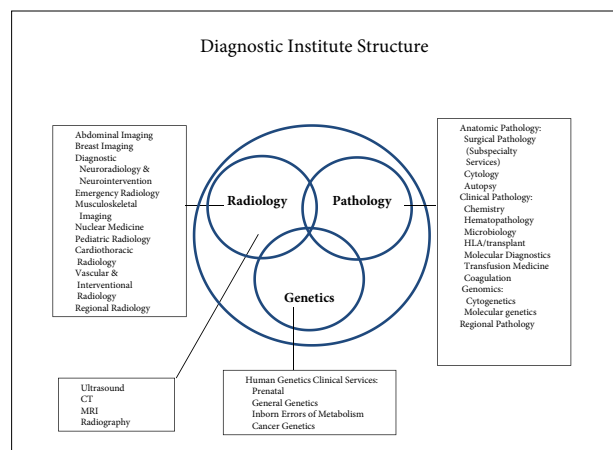 Diagnostic Institute Structure
Abdominal Imaging
Breast Imaging
Diagnostic
Neuroradiology &
Neurointervention
Emergency Radiology
Musculoskeletal
Imaging
Nuclear Medicine
Pediatric Radiology
Cardiothoracic
Radiology
Vascular &
Interventional
Radiology
Regional Radiology
Radiology
Pathology
Genetics
Anatomic Pathology:
Surgical Pathology
(Subspecialty
Services)
Cytology
Autopsy
Clinical Pathology:
Chemistry
Hematopathology
Microbiology
HLA/transplant
Molecular Diagnostics
Transfusion Medicine
Coagulation
Genomics:
Cytogenetics
Molecular genetics
Regional Pathology
Ultrasound
CT
MRI
Radiography
Human Genetics Clinical Services:
Prenatal
General Genetics
Inborn Errors of Metabolism
Cancer Genetics